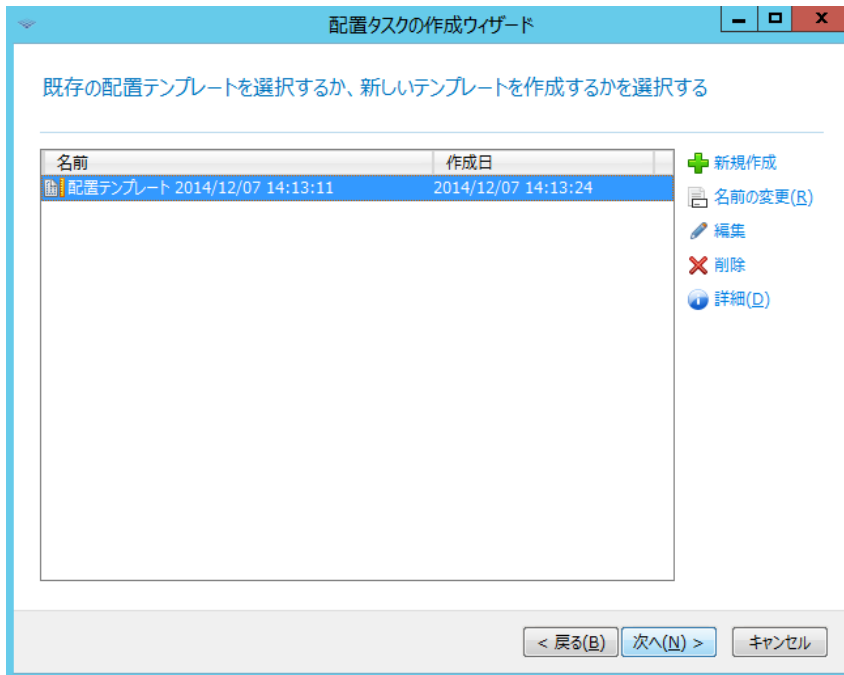 配置タスクの作成ウィザード
既存の配置テンプレートを選択するか、新しいテンプレートを作成するかを選択する
名前 作成日
配置テンプレート 2014/12/07 14:13:11 2014/12/07 14:13:24
新規作成
名前の変更(R)
編集
削除
詳細(D)
< 戻る(B) 次へ(N) > キャンセル